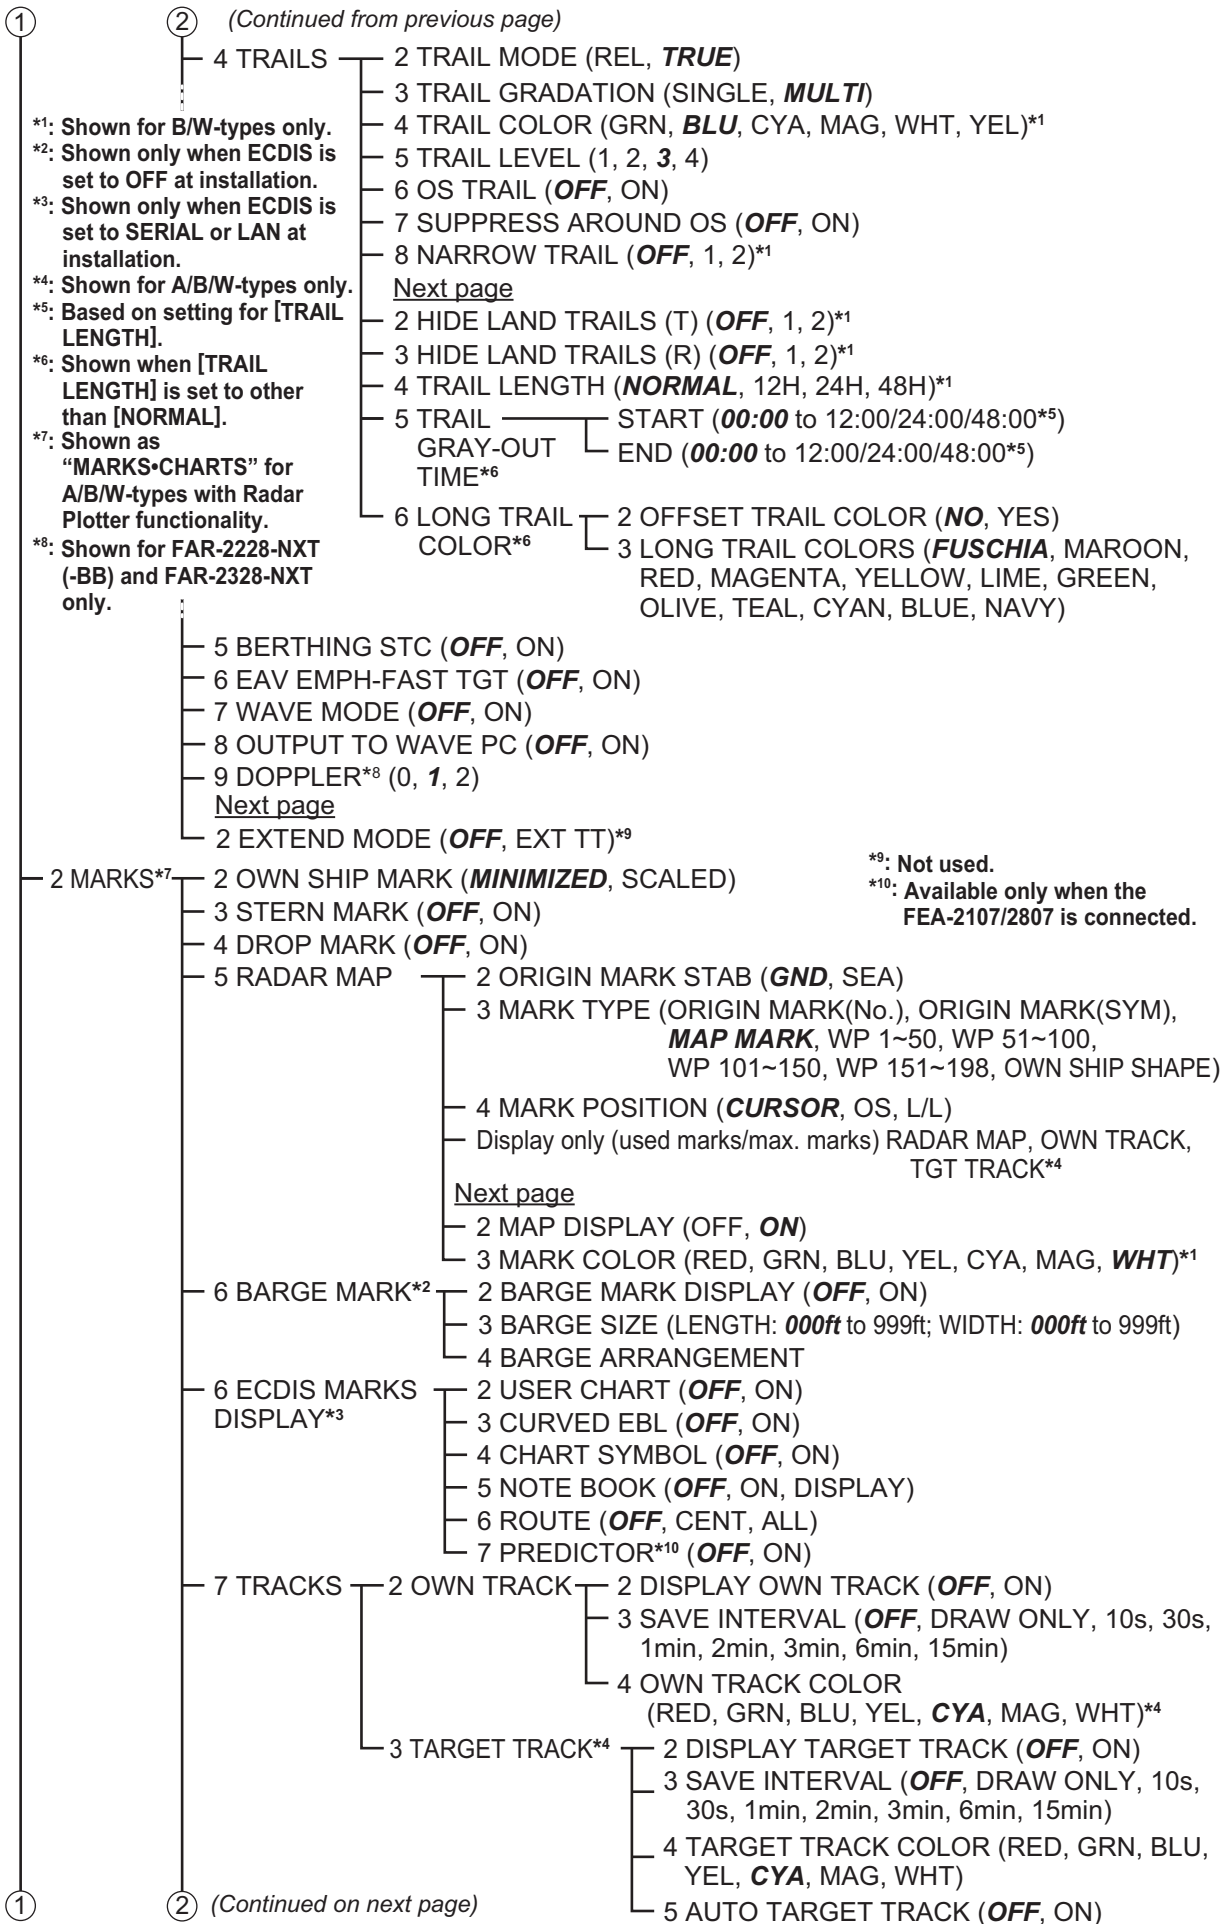 1 2 (Continued from previous page)
4 TRAILS
2 TRAIL MODE (REL, TRUE)
3 TRAIL GRADATION (SINGLE, MULTI)
4 TRAIL COLOR (GRN, BLU, CYA, MAG, WHT, YEL)*1
5 TRAIL LEVEL (1, 2, 3, 4)
6 OS TRAIL (OFF, ON)
7 SUPPRESS AROUND OS (OFF, ON)
8 NARROW TRAIL (OFF, 1, 2)*1
Next page
2 HIDE LAND TRAILS (T) (OFF, 1, 2)*1
3 HIDE LAND TRAILS (R) (OFF, 1, 2)*1
4 TRAIL LENGTH (NORMAL, 12H, 24H, 48H)*1
5 TRAIL
GRAY-OUT
TIME*6
START (00:00 to 12:00/24:00/48:00*5)
END (00:00 to 12:00/24:00/48:00*5)
6 LONG TRAIL
COLOR*6
2 OFFSET TRAIL COLOR (NO, YES)
3 LONG TRAIL COLORS (FUSCHIA, MAROON,
RED, MAGENTA, YELLOW, LIME, GREEN,
OLIVE, TEAL, CYAN, BLUE, NAVY)
*1: Shown for B/W-types only.
*2: Shown only when ECDIS is
set to OFF at installation.
*3: Shown only when ECDIS is
set to SERIAL or LAN at
installation.
*4: Shown for A/B/W-types only.
*5: Based on setting for [TRAIL
LENGTH].
*6: Shown when [TRAIL
LENGTH] is set to other
than [NORMAL].
*7: Shown as
“MARKS•CHARTS” for
A/B/W-types with Radar
Plotter functionality.
*8: Shown for FAR-2228-NXT
(-BB) and FAR-2328-NXT
only.
5 BERTHING STC (OFF, ON)
6 EAV EMPH-FAST TGT (OFF, ON)
7 WAVE MODE (OFF, ON)
8 OUTPUT TO WAVE PC (OFF, ON)
9 DOPPLER*8 (0, 1, 2)
Next page
2 EXTEND MODE (OFF, EXT TT)*9
*9: Not used.
*10: Available only when the
FEA-2107/2807 is connected.
2 MARKS*7
2 OWN SHIP MARK (MINIMIZED, SCALED)
3 STERN MARK (OFF, ON)
4 DROP MARK (OFF, ON)
5 RADAR MAP
2 ORIGIN MARK STAB (GND, SEA)
3 MARK TYPE (ORIGIN MARK(No.), ORIGIN MARK(SYM),
MAP MARK, WP 1~50, WP 51~100,
WP 101~150, WP 151~198, OWN SHIP SHAPE)
4 MARK POSITION (CURSOR, OS, L/L)
Display only (used marks/max. marks) RADAR MAP, OWN TRACK,
TGT TRACK*4
Next page
2 MAP DISPLAY (OFF, ON)
3 MARK COLOR (RED, GRN, BLU, YEL, CYA, MAG, WHT)*1
6 BARGE MARK*2
2 BARGE MARK DISPLAY (OFF, ON)
3 BARGE SIZE (LENGTH: 000ft to 999ft; WIDTH: 000ft to 999ft)
4 BARGE ARRANGEMENT
6 ECDIS MARKS
DISPLAY*3
2 USER CHART (OFF, ON)
3 CURVED EBL (OFF, ON)
4 CHART SYMBOL (OFF, ON)
5 NOTE BOOK (OFF, ON, DISPLAY)
6 ROUTE (OFF, CENT, ALL)
7 PREDICTOR*10 (OFF, ON)
7 TRACKS
2 OWN TRACK
2 DISPLAY OWN TRACK (OFF, ON)
3 SAVE INTERVAL (OFF, DRAW ONLY, 10s, 30s,
1min, 2min, 3min, 6min, 15min)
4 OWN TRACK COLOR
(RED, GRN, BLU, YEL, CYA, MAG, WHT)*4
3 TARGET TRACK*4
2 DISPLAY TARGET TRACK (OFF, ON)
3 SAVE INTERVAL (OFF, DRAW ONLY, 10s,
30s, 1min, 2min, 3min, 6min, 15min)
4 TARGET TRACK COLOR (RED, GRN, BLU,
YEL, CYA, MAG, WHT)
5 AUTO TARGET TRACK (OFF, ON)
1 2 (Continued on next page)